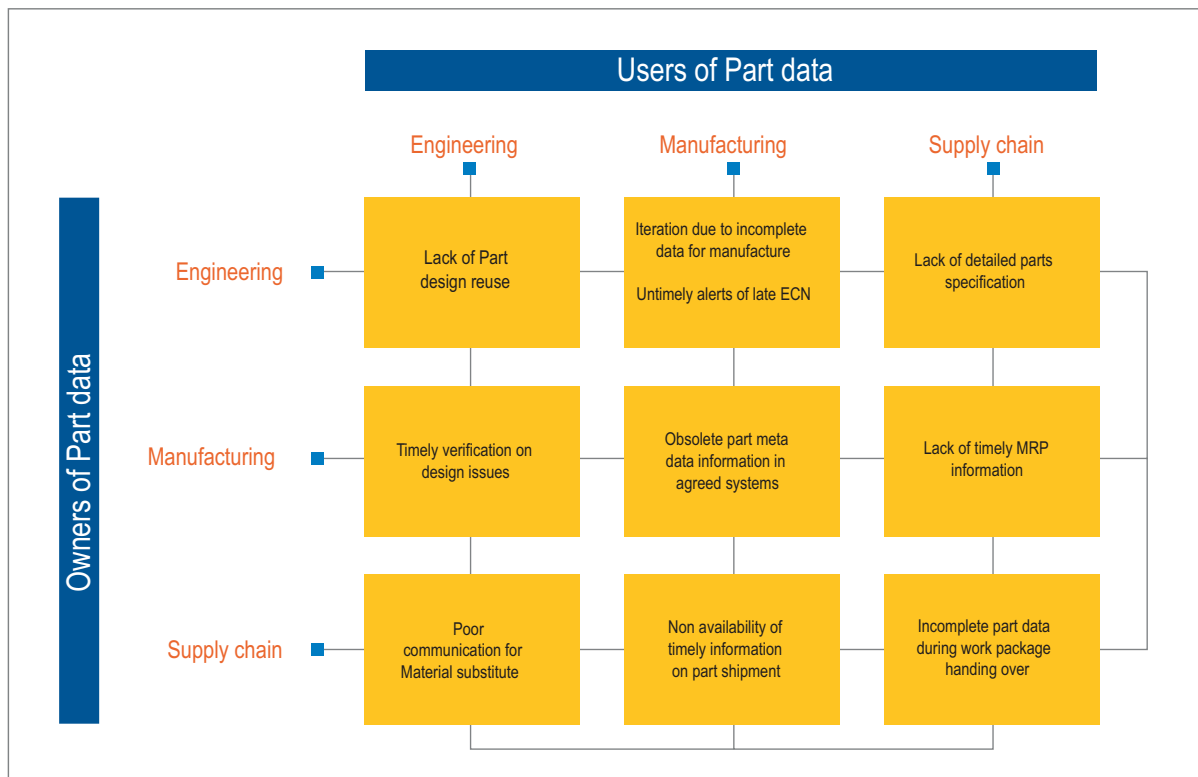 Users of Part data
Engineering
Manufacturing
Supply chain
Owners of Part data
Engineering
Lack of Part
design reuse
Iteration due to incomplete
data for manufacture
Untimely alerts of late ECN
Lack of detailed parts
specification
Manufacturing
Timely verification on
design issues
Obsolete part meta
data information in
agreed systems
Lack of timely MRP
information
Supply chain
Poor
communication for
Material substitute
Non availability of
timely information
on part shipment
Incomplete part data
during work package
handing over